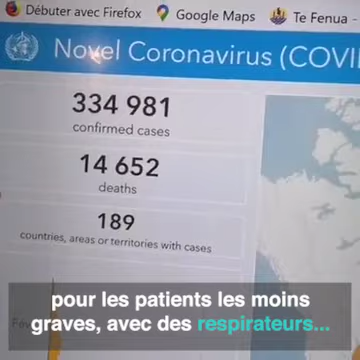 Débuter avec Firefox Google Maps Te Fenua -
Novel Coronavirus (COVI
334 981
confirmed cases
14 652
deaths
189
countries, areas or territories with cases
pour les patients les moins
graves, avec des respirateurs...